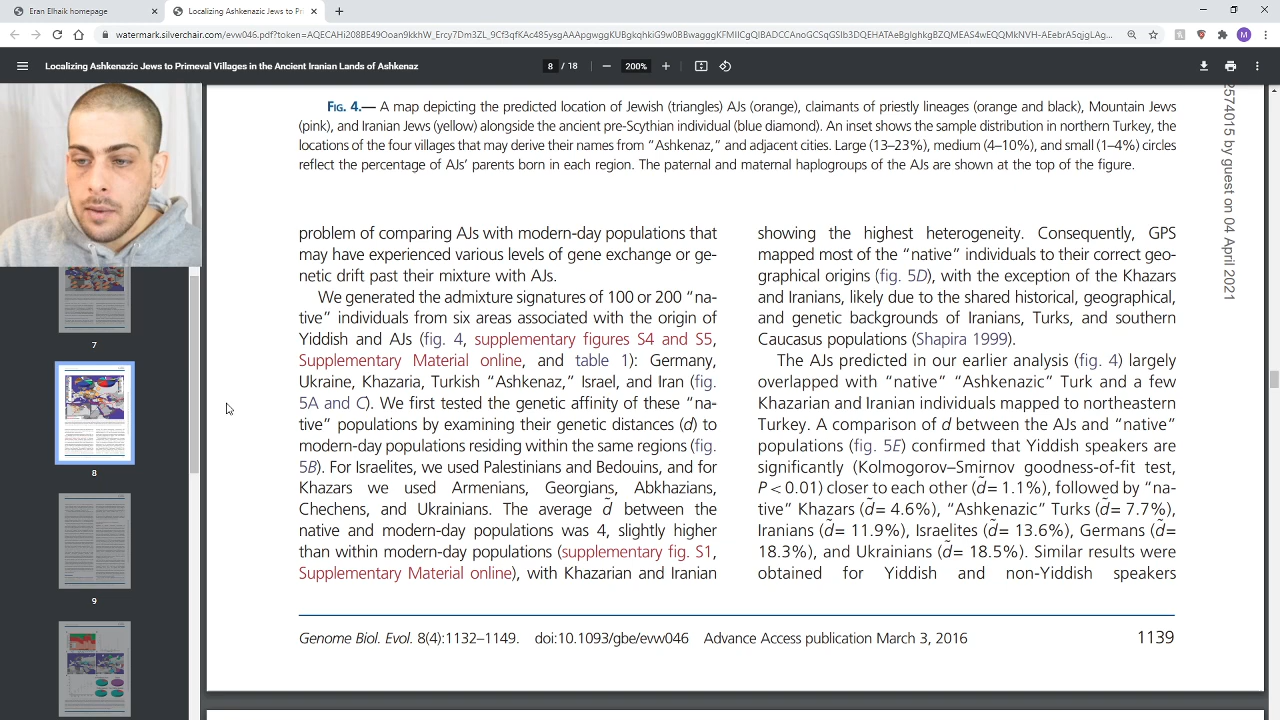 Eran Elhaik homepage
Localizing Ashkenazic Jews to Pri
Localizing Ashkenazic Jews to Primeval Villages in the Ancient Iranian Lands of Ashkenaz
8 / 18
200%
FIG. 4.— A map depicting the predicted location of Jewish (triangles) AJs (orange), claimants of priestly lineages (orange and black), Mountain Jews
(pink), and Iranian Jews (yellow) alongside the ancient pre-Scythian individual (blue diamond). An inset shows the sample distribution in northern Turkey, the
locations of the four villages that may derive their names from “Ashkenaz,” and adjacent cities. Large (13–23%), medium (4–10%), and small (1–4%) circles
reflect the percentage of AJs’ parents born in each region. The paternal and maternal haplogroups of the AJs are shown at the top of the figure.
problem of comparing AJs with modern-day populations that
may have experienced various levels of gene exchange or ge-
netic drift past their mixture with AJs.
We generated the admixture signatures of 100 or 200 “na-
tive” individuals from six areas associated with the origin of
Yiddish and AJs (fig. 4, supplementary figures S4 and S5,
Supplementary Material online, and table 1): Germany,
Ukraine, Khazaria, Turkish “Ashkenaz,” Israel, and Iran (fig.
5A and C). We first tested the genetic affinity of these “na-
tive” populations by examining their genetic distances (d) to
modern-day populations residing within the same regions (fig.
5B). For Israelites, we used Palestinians and Bedouins, and for
Khazars we used Armenians, Georgians, Abkhazians,
Chechens, and Ukrainians. The average d̃ between the
native and modern-day populations was 4, slightly higher
than within modern-day populations (supplementary fig. S1,
Supplementary Material online), with Khazarian and Iranian
showing the highest heterogeneity. Consequently, GPS
mapped most of the “native” individuals to their correct geo-
graphical origins (fig. 5D), with the exception of the Khazars
and Iranians, likely due to the shared historical, geographical,
and genetic backgrounds of Iranians, Turks, and southern
Caucasus populations (Shapira 1999).
The AJs predicted in our earlier analysis (fig. 4) largely
overlapped with “native” “Ashkenazic” Turk and a few
Khazarian and Iranian individuals mapped to northeastern
Turkey. A comparison of d between the AJs and “native”
populations (fig. 5E) confirmed that Yiddish speakers are
significantly (Kolmogorov–Smirnov goodness-of-fit test,
P < 0.01) closer to each other (d̃= 1.1%), followed by “na-
tive” Khazars (d̃= 4.6%), “Ashkenazic” Turks (d̃= 7.7%),
Iranians (d̃= 11.9%), Israelites (d̃= 13.6%), Germans (d̃=
18.3%), and Ukrainians (d̃= 18.5%). Similar results were
obtained for Yiddish and non-Yiddish speakers
Genome Biol. Evol. 8(4):1132–1149. doi:10.1093/gbe/evw046 Advance Access publication March 3, 2016
1139
2574015 by guest on 04 April 2021
7
8
9
M